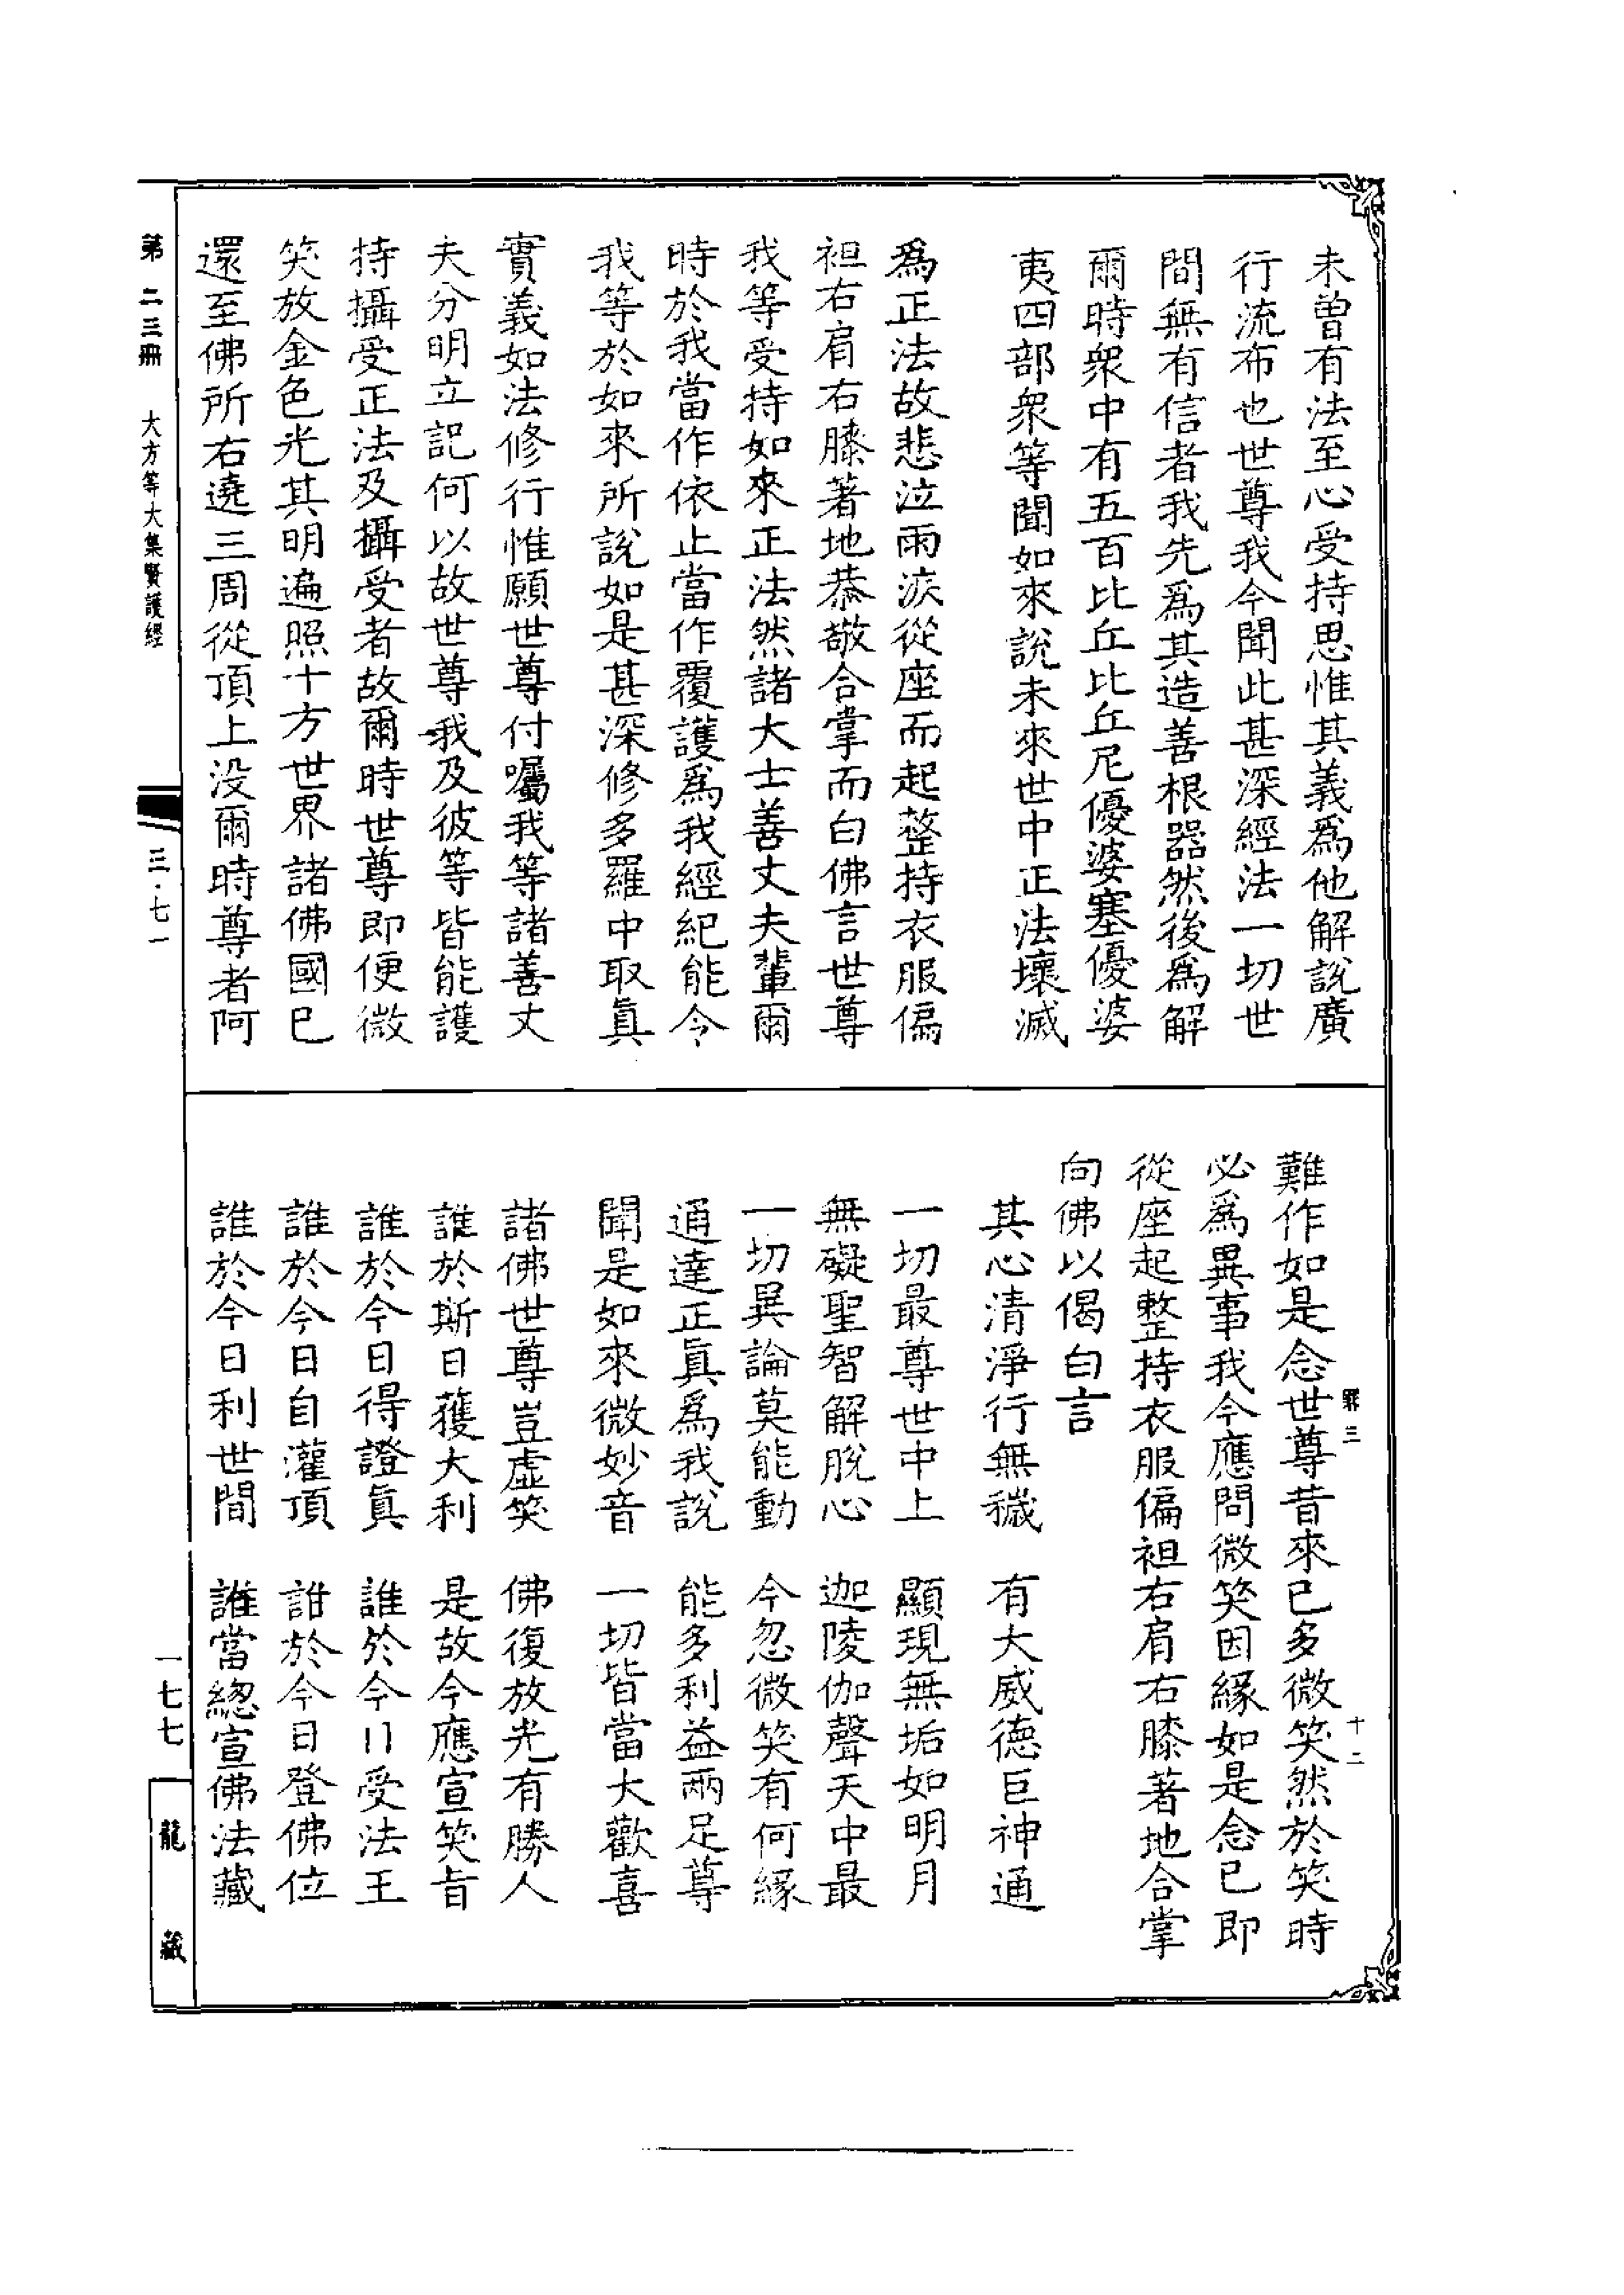 未曾有法至心受持思惟其義爲他解說廣
行流布也世尊我今聞此甚深經法一切世
間無有信者我先爲其造善根器然後爲解
爾時衆中有五百比丘比丘尼優婆塞優婆
夷四部衆等聞如來說未來世中正法壞滅
爲正法故悲泣雨淚從座而起整持衣服偏
袒右肩右膝著地恭敬合掌而白佛言世尊
我等受持如來正法然諸大士善丈夫輩爾
時於我當作依止當作覆護爲我經紀能令
我等於如來所說如是甚深修多羅中取眞
實義如法修行惟願世尊付囑我等諸善丈
夫分明立記何以故世尊我及彼等皆能護
持攝受正法及攝受者故爾時世尊即便微
笑放金色光其明遍照十方世界諸佛國已
還至佛所右遶三周從頂上没爾時尊者阿
難作如是念世尊昔來已多微笑然於笑時
必爲異事我今應問微笑因緣如是念已即
從座起整持衣服偏袒右肩右膝著地合掌
向佛以偈白言
其心清淨行無穢　有大威德巨神通
一切最尊世中上　顯現無垢如明月
無礙聖智解脫心　迦陵伽聲天中最
一切異論莫能動　今忽微笑有何緣
通達正眞爲我說　能多利益兩足尊
聞是如來微妙音　一切皆當大歡喜
諸佛世尊豈虛笑　佛復放光有勝人
誰於斯日獲大利　是故今應宣笑旨
誰於今日得證眞　誰於今日受法王
誰於今日自灌頂　誰於今日登佛位
誰於今日利世間　誰當總宣佛法藏
第二三冊　大方等大集賢護經
三·七一
一七七
龍藏
三
十二